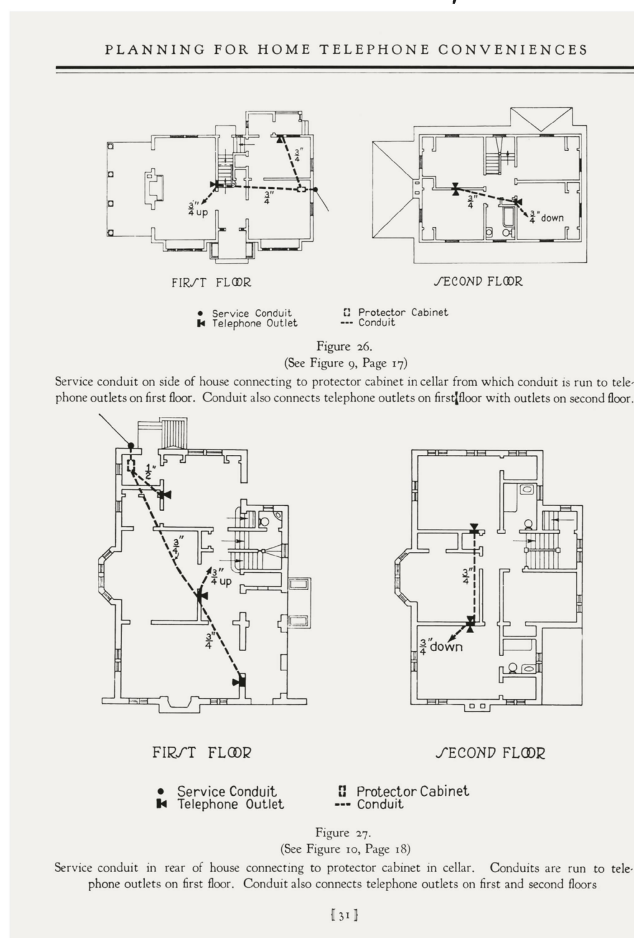 PLANNING FOR HOME TELEPHONE CONVENIENCES
3/4"
3/4"
3/4" up
3/4"
3/4" down
FIRST FLOOR
SECOND FLOOR
Service Conduit
Protector Cabinet
Telephone Outlet
Conduit
Figure 26.
(See Figure 9, Page 17)
Service conduit on side of house connecting to protector cabinet in cellar from which conduit is run to tele-
phone outlets on first floor. Conduit also connects telephone outlets on first floor with outlets on second floor.
1/2"
3/4"
3/4" up
3/4"
3/4"
3/4" down
FIRST FLOOR
SECOND FLOOR
Service Conduit
Protector Cabinet
Telephone Outlet
Conduit
Figure 27.
(See Figure 10, Page 18)
Service conduit in rear of house connecting to protector cabinet in cellar. Conduits are run to tele-
phone outlets on first floor. Conduit also connects telephone outlets on first and second floors
⟦31⟧